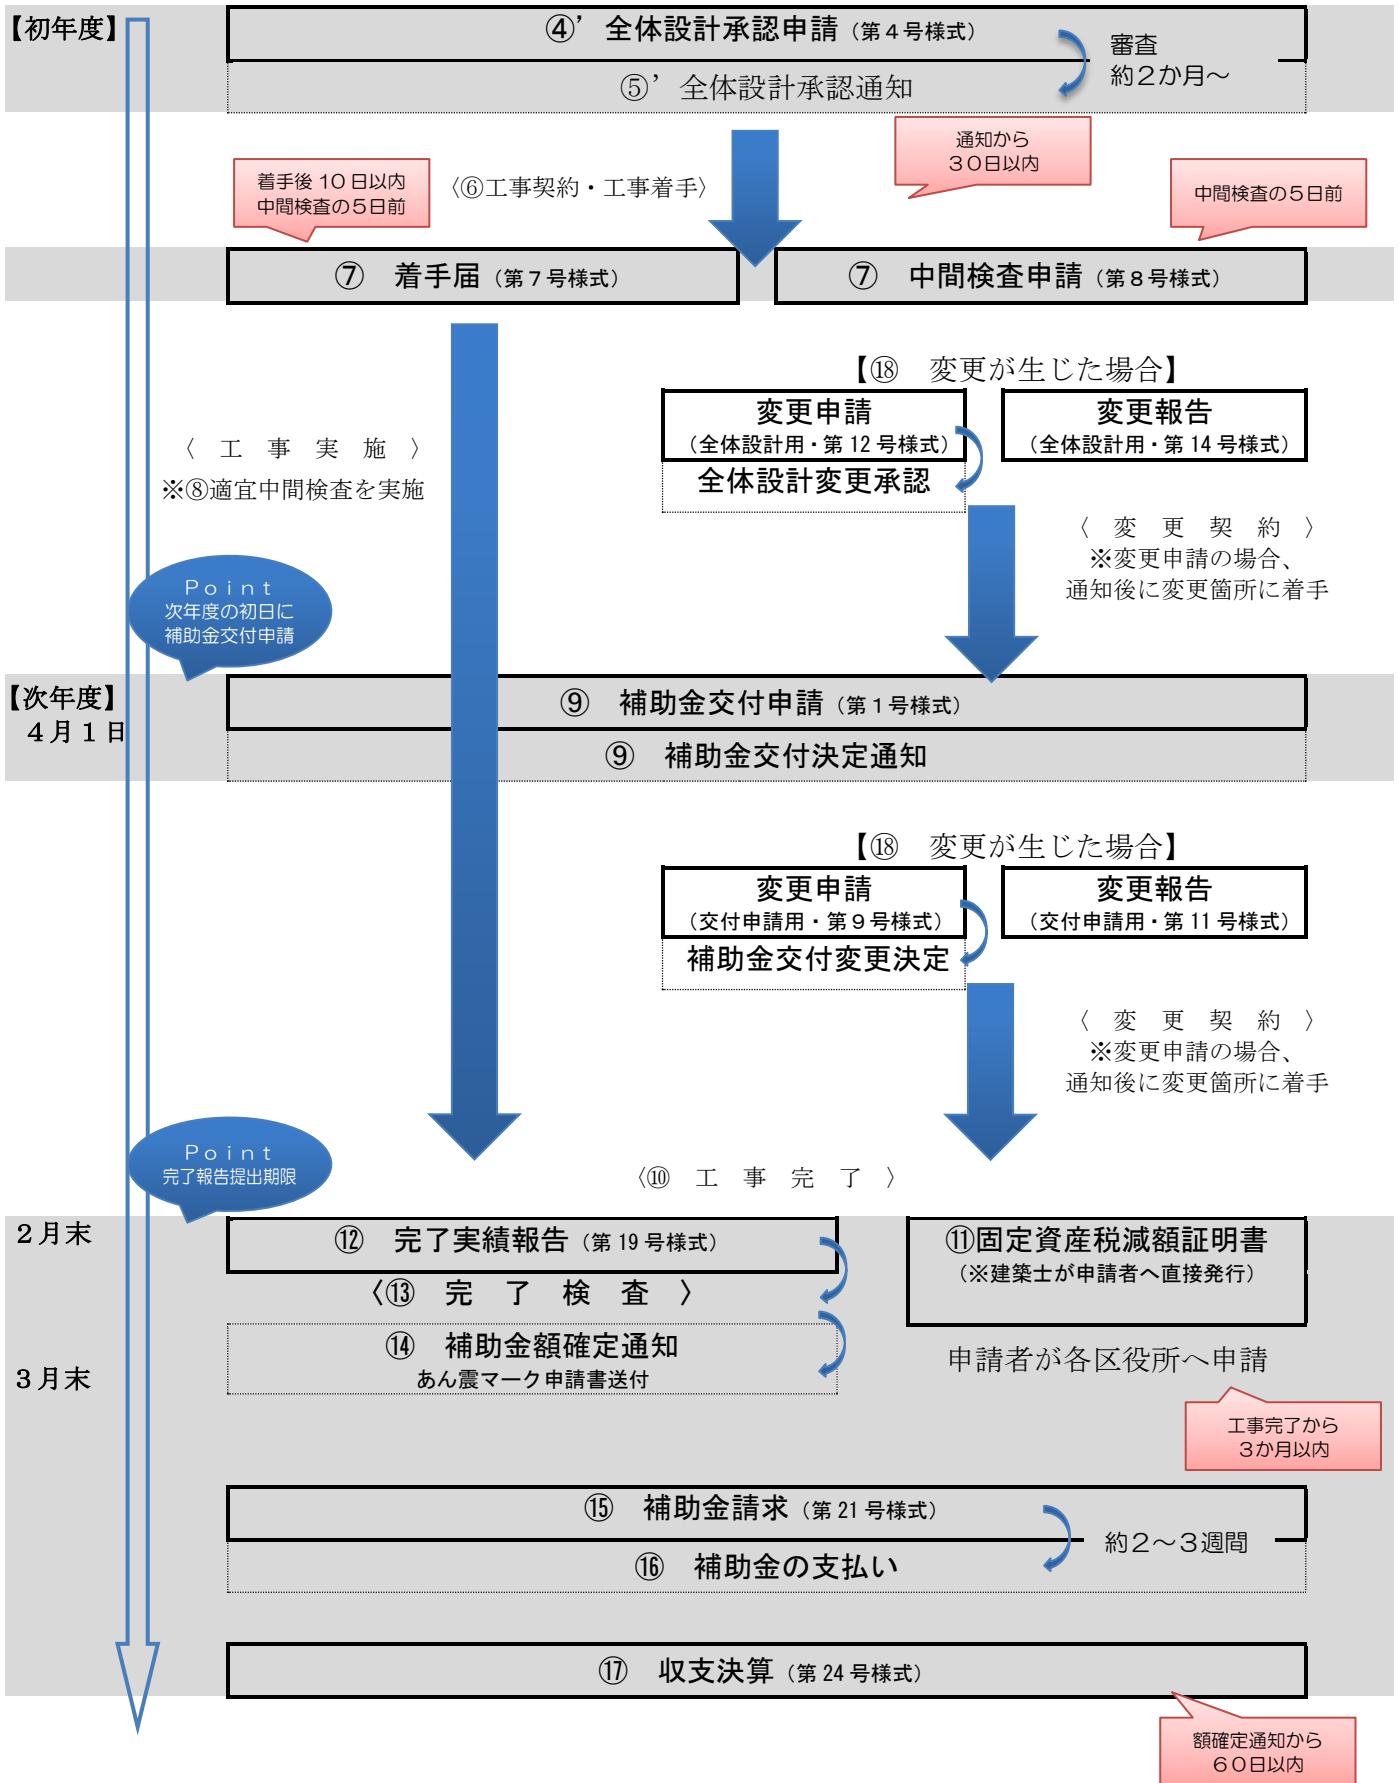 【初年度】
④’ 全体設計承認申請（第４号様式）
審査
約２か月～
⑤’ 全体設計承認通知
通知から
３０日以内
着手後 10 日以内
中間検査の５日前
〈⑥工事契約・工事着手〉
中間検査の５日前
⑦　着手届（第７号様式）
⑦　中間検査申請（第８号様式）
【⑱　変更が生じた場合】
変更申請
（全体設計用・第 12 号様式）
全体設計変更承認
変更報告
（全体設計用・第 14 号様式）
〈　工　事　実　施　〉
※⑧適宜中間検査を実施
〈　変　更　契　約　〉
※変更申請の場合、
通知後に変更箇所に着手
Ｐｏｉｎｔ
次年度の初日に
補助金交付申請
【次年度】
４月１日
⑨　補助金交付申請（第１号様式）
⑨　補助金交付決定通知
【⑱　変更が生じた場合】
変更申請
（交付申請用・第９号様式）
補助金交付変更決定
変更報告
（交付申請用・第 11 号様式）
〈　変　更　契　約　〉
※変更申請の場合、
通知後に変更箇所に着手
Ｐｏｉｎｔ
完了報告提出期限
〈⑩　工　事　完　了　〉
２月末
⑫　完了実績報告（第 19 号様式）
〈⑬　完　了　検　査　〉
⑭　補助金額確定通知
あん震マーク申請書送付
⑪固定資産税減額証明書
（※建築士が申請者へ直接発行）
申請者が各区役所へ申請
３月末
工事完了から
３か月以内
⑮　補助金請求（第 21 号様式）
約２～３週間
⑯　補助金の支払い
⑰　収支決算（第 24 号様式）
額確定通知から
６０日以内